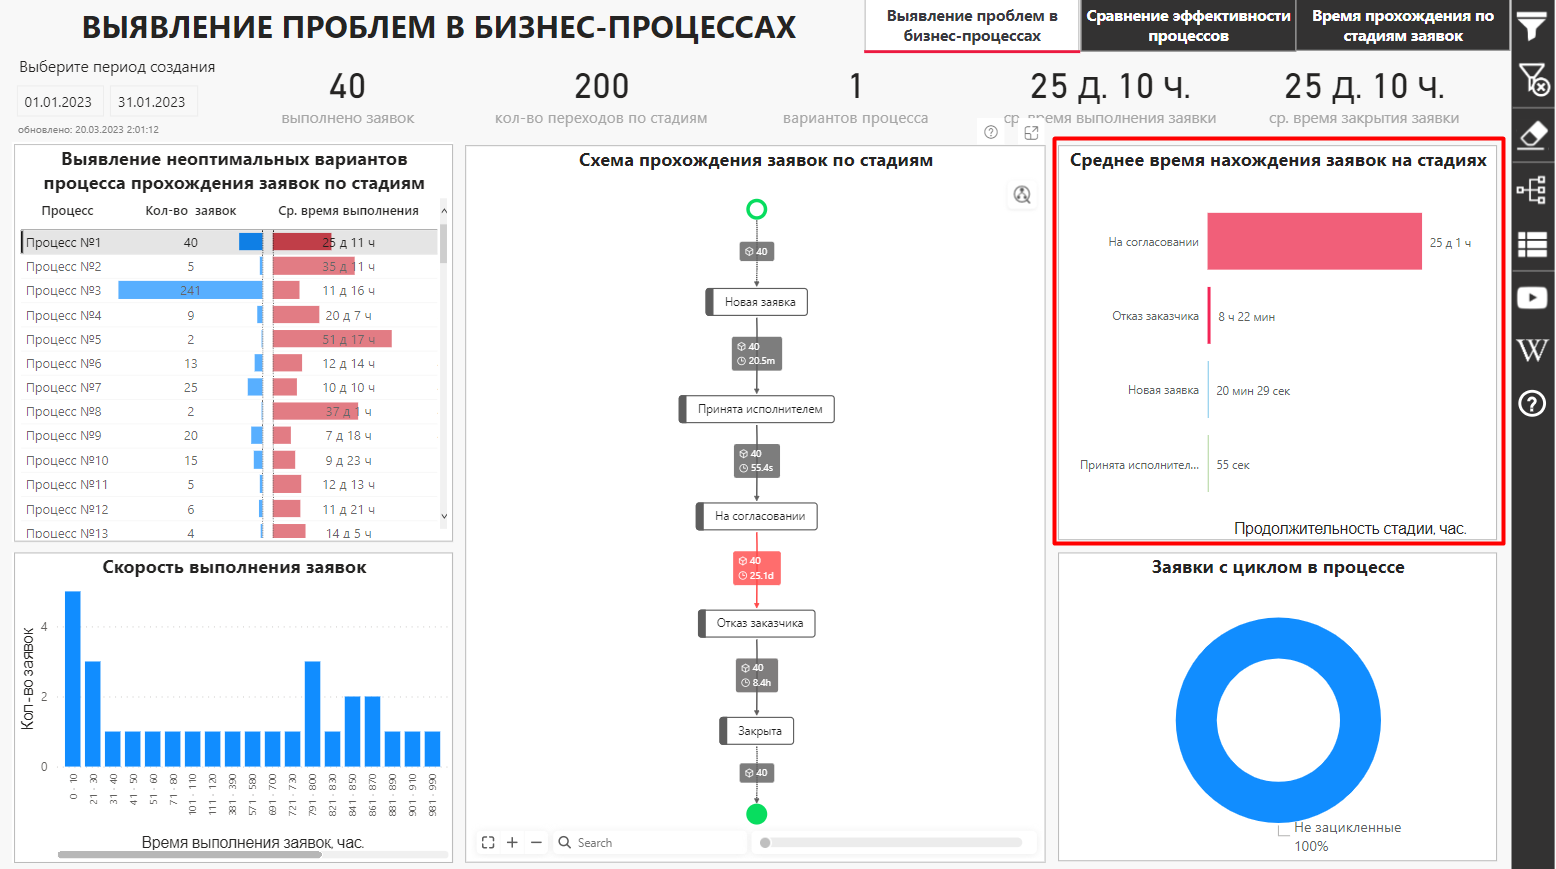 ВЫЯВЛЕНИЕ ПРОБЛЕМ В БИЗНЕС-ПРОЦЕССАХ
Выявление проблем в
бизнес-процессах
Сравнение эффективности
процессов
Время прохождения по
стадиям заявок
Выберите период создания
01.01.2023
31.01.2023
обновлено: 20.03.2023 2:01:12
40
выполнено заявок
200
кол-во переходов по стадиям
1
вариантов процесса
25 д. 10 ч.
ср. время выполнения заявки
25 д. 10 ч.
ср. время закрытия заявки
Выявление неоптимальных вариантов
процесса прохождения заявок по стадиям
Процесс Кол-во заявок Ср. время выполнения
Процесс №1 40 25 д 11 ч
Процесс №2 5 35 д 11 ч
Процесс №3 241 11 д 16 ч
Процесс №4 9 20 д 7 ч
Процесс №5 2 51 д 17 ч
Процесс №6 13 12 д 14 ч
Процесс №7 25 10 д 10 ч
Процесс №8 2 37 д 1 ч
Процесс №9 20 7 д 18 ч
Процесс №10 15 9 д 23 ч
Процесс №11 5 12 д 13 ч
Процесс №12 6 11 д 21 ч
Процесс №13 4 14 д 5 ч
Скорость выполнения заявок
Кол-во заявок
4
2
0
0 - 10
21 - 30
31 - 40
41 - 50
51 - 60
71 - 80
101 - 110
111 - 120
381 - 390
571 - 580
691 - 700
721 - 730
791 - 800
821 - 830
841 - 850
861 - 870
881 - 890
901 - 910
981 - 990
Время выполнения заявок, час.
Схема прохождения заявок по стадиям
40
Новая заявка
40
20.5m
Принята исполнителем
40
55.4s
На согласовании
40
25.1d
Отказ заказчика
40
8.4h
Закрыта
40
Search
Среднее время нахождения заявок на стадиях
На согласовании 25 д 1 ч
Отказ заказчика 8 ч 22 мин
Новая заявка 20 мин 29 сек
Принята исполнител... 55 сек
Продолжительность стадии, час.
Заявки с циклом в процессе
Не зацикленные
100%
W